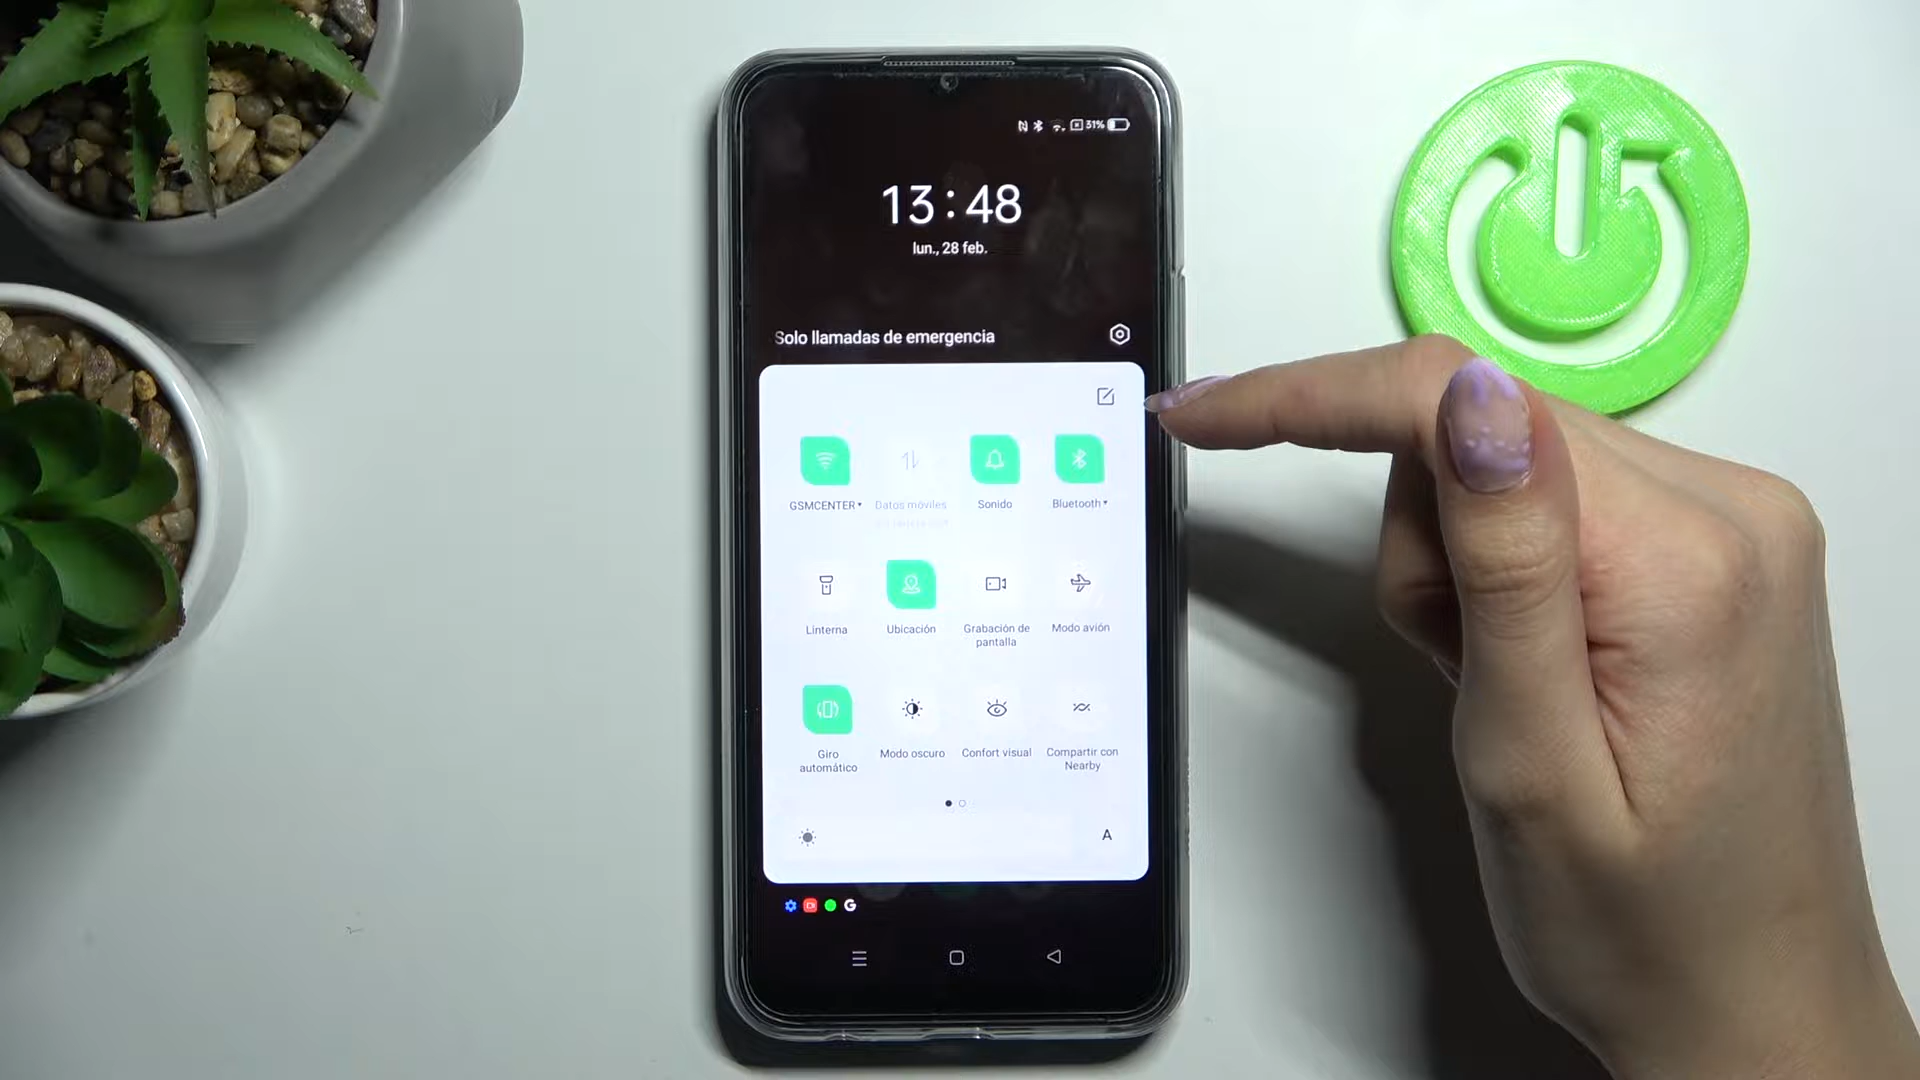 31%
13:48
lun., 28 feb.
Solo llamadas de emergencia
GSMCENTER
Datos móviles
Sonido
Bluetooth
Linterna
Ubicación
Grabación de
pantalla
Modo avión
Giro
automático
Modo oscuro
Confort visual
Compartir con
Nearby
A
G